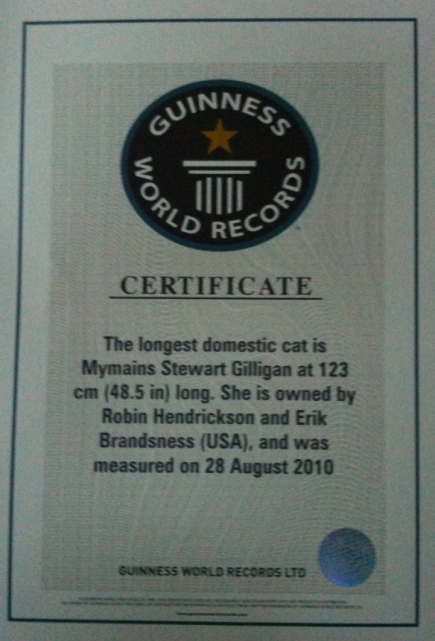 GUINNESS
WORLD RECORDS
CERTIFICATE
The longest domestic cat is
Mymains Stewart Gilligan at 123
cm (48.5 in) long. She is owned by
Robin Hendrickson and Erik
Brandsness (USA), and was
measured on 28 August 2010
GUINNESS WORLD RECORDS LTD